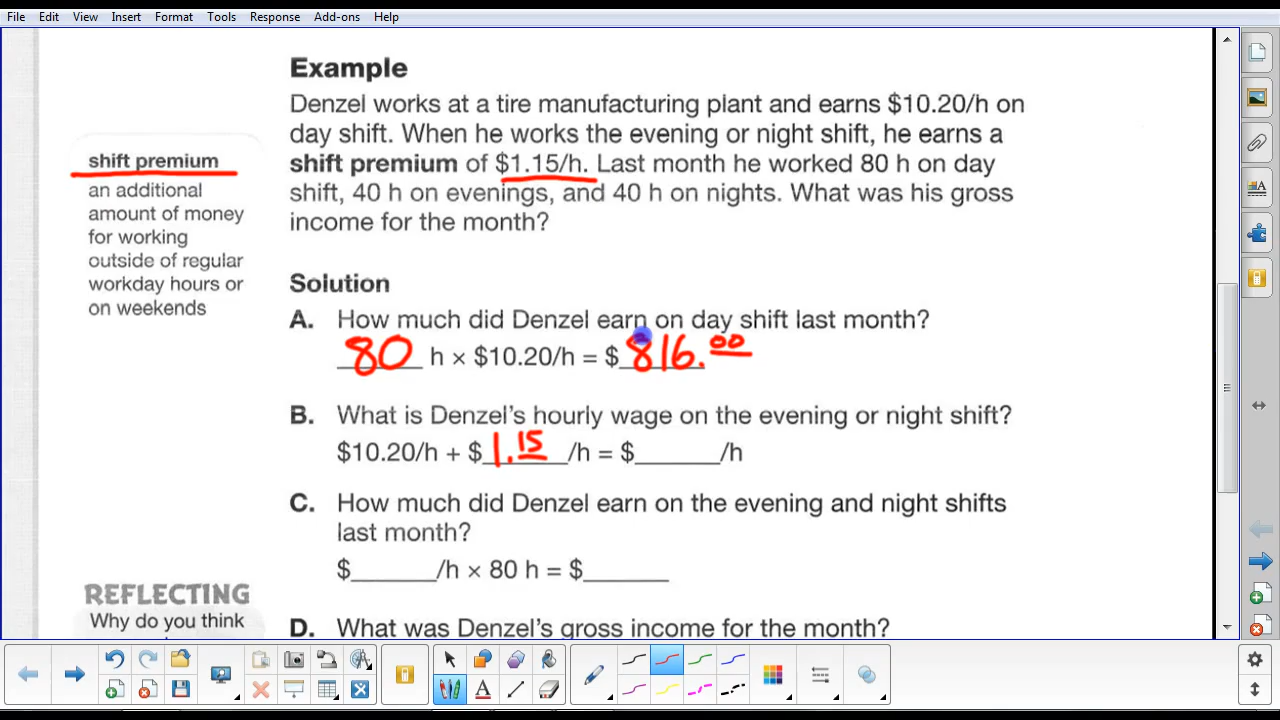 File Edit View Insert Format Tools Response Add-ons Help
Example
Denzel works at a tire manufacturing plant and earns $10.20/h on
day shift. When he works the evening or night shift, he earns a
shift premium of $1.15/h. Last month he worked 80 h on day
shift, 40 h on evenings, and 40 h on nights. What was his gross
income for the month?
shift premium
an additional
amount of money
for working
outside of regular
workday hours or
on weekends
Solution
A. How much did Denzel earn on day shift last month?
80 h × $10.20/h = $816.00
B. What is Denzel's hourly wage on the evening or night shift?
$10.20/h + $1.15/h = $______/h
C. How much did Denzel earn on the evening and night shifts
last month?
$______/h × 80 h = $______
REFLECTING
Why do you think
D. What was Denzel's gross income for the month?